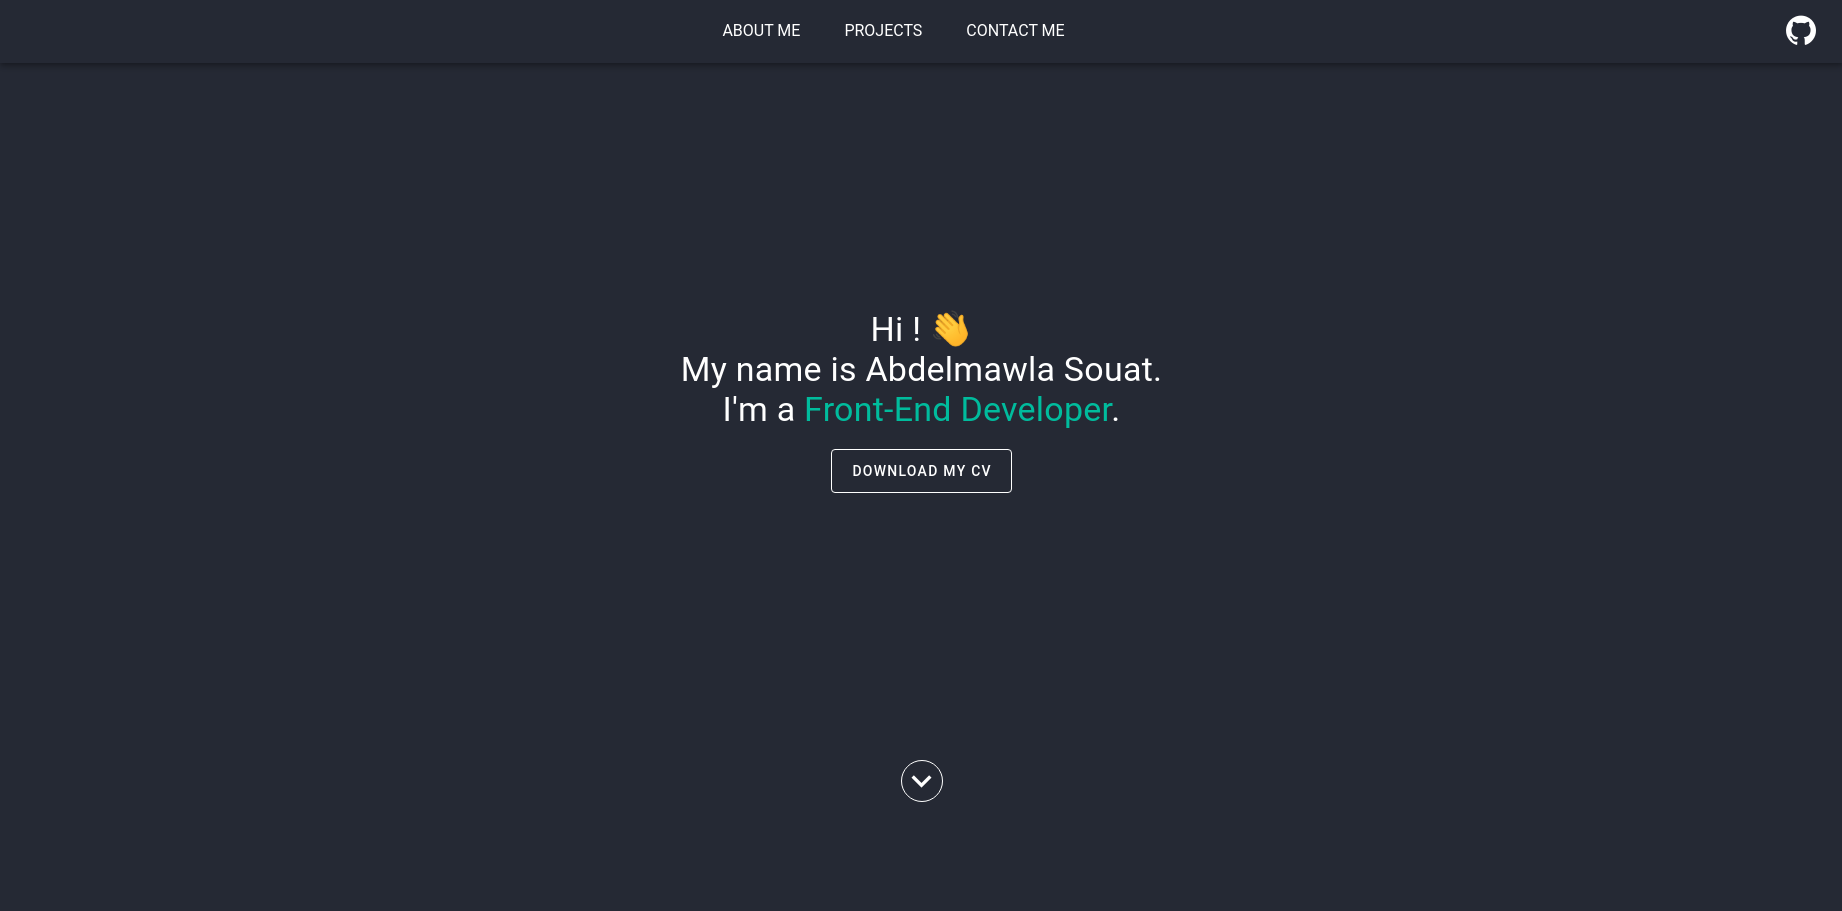 ABOUT ME PROJECTS CONTACT ME
Hi ! 👋
My name is Abdelmawla Souat.
I'm a Front-End Developer.
DOWNLOAD MY CV